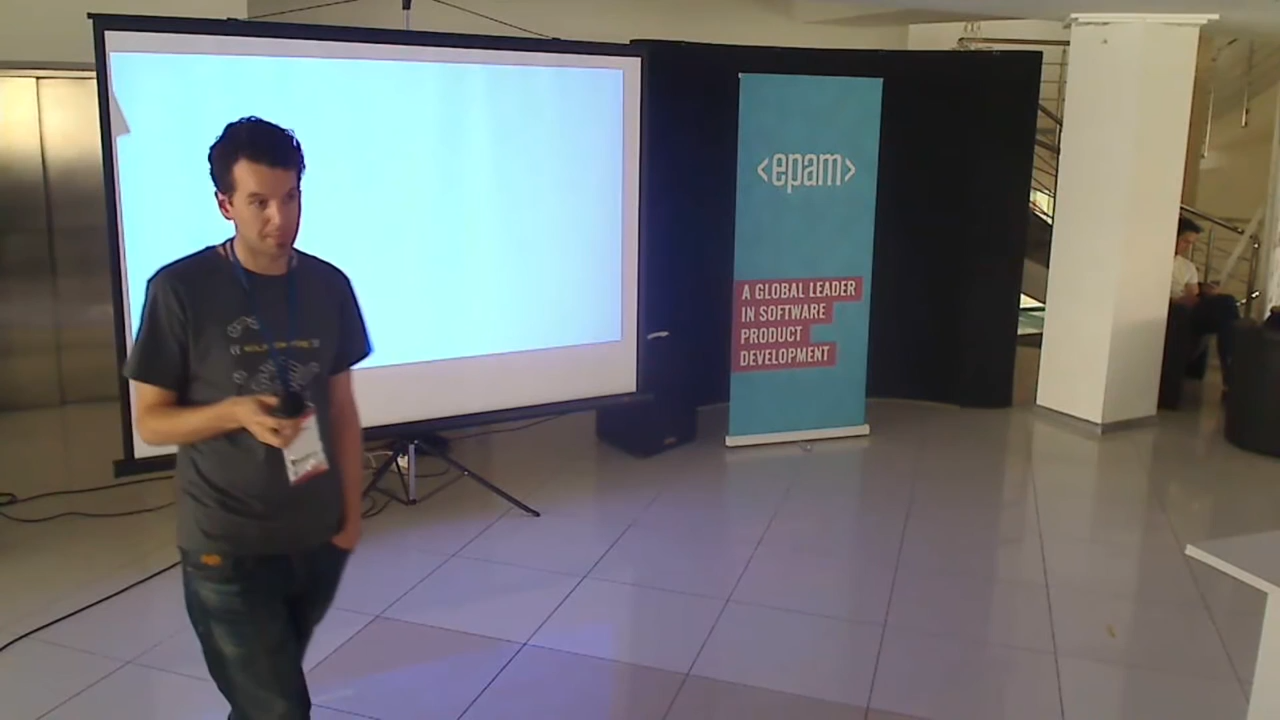 <epam>
A GLOBAL LEADER
IN SOFTWARE
PRODUCT
DEVELOPMENT